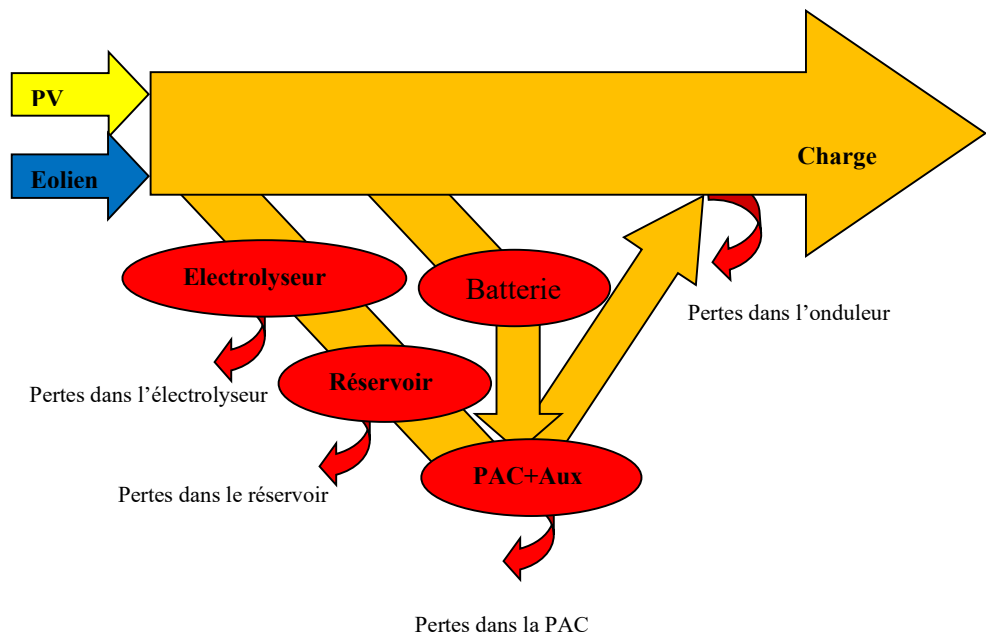 PV
Eolien
Charge
Electrolyseur
Batterie
Pertes dans l’onduleur
Réservoir
Pertes dans l’électrolyseur
PAC+Aux
Pertes dans le réservoir
Pertes dans la PAC